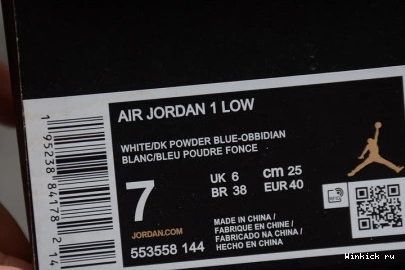 AIR JORDAN 1 LOW
WHITE/DK POWDER BLUE-OBBIDIAN
BLANC/BLEU POUDRE FONCE
7
UK 6 cm 25
BR 38 EUR 40
JORDAN.COM
553558 144
MADE IN CHINA /
FABRIQUE EN CHINE /
FABRICADO NA CHINA /
HECHO EN CHINA
RFID
1 95238 84178 2 14
Winkick ru